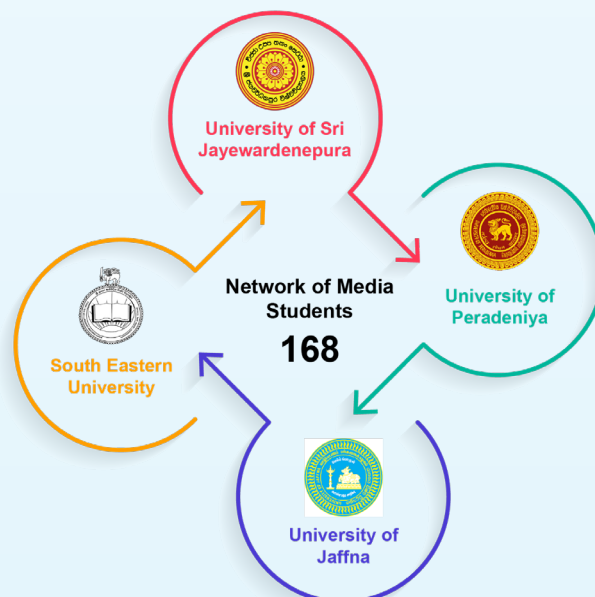 University of Sri
Jayewardenepura
University of
Peradeniya
Network of Media
Students
168
South Eastern
University
University of
Jaffna